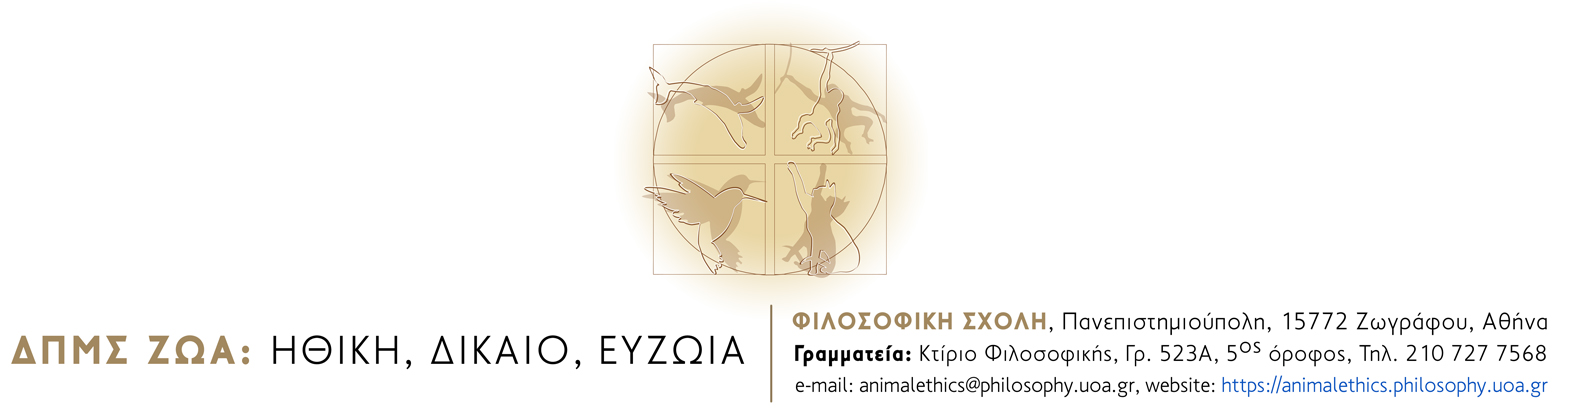 ΔΠΜΣ ΖΩΑ: ΗΘΙΚΗ, ΔΙΚΑΙΟ, ΕΥΖΩΙΑ
ΦΙΛΟΣΟΦΙΚΗ ΣΧΟΛΗ, Πανεπιστημιούπολη, 15772 Ζωγράφου, Αθήνα
Γραμματεία: Κτίριο Φιλοσοφικής, Γρ. 523Α, 5ος όροφος, Τηλ. 210 727 7568
e-mail: animalethics@philosophy.uoa.gr, website: https://animalethics.philosophy.uoa.gr